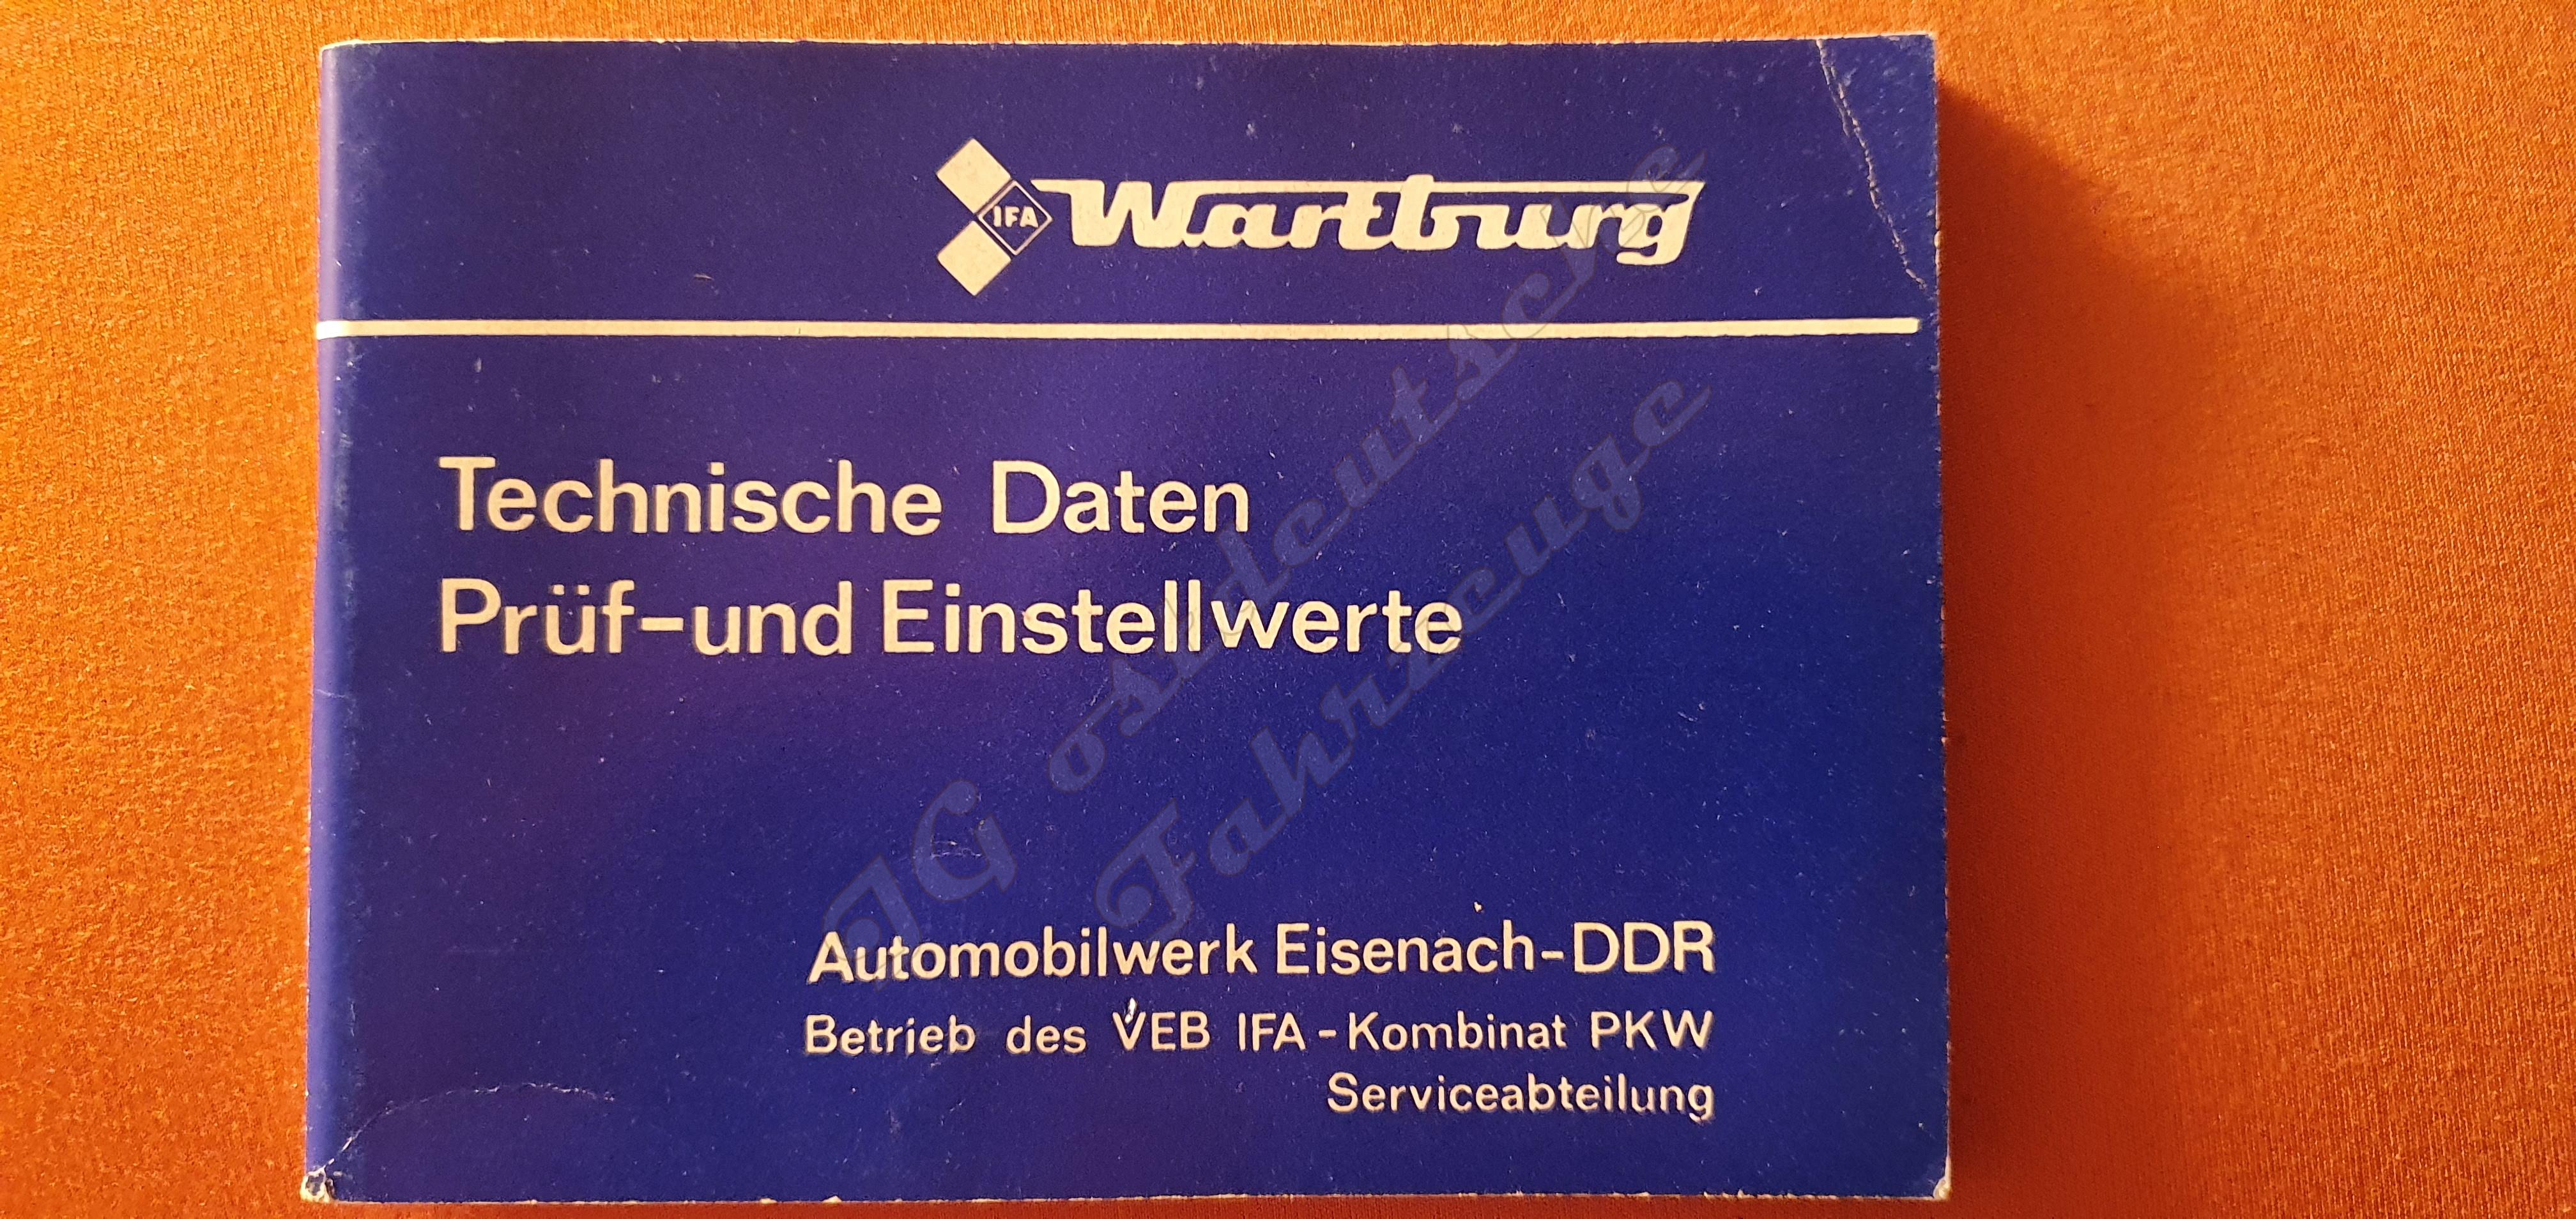 IFA Wartburg
Technische Daten
Prüf-und Einstellwerte
Automobilwerk Eisenach-DDR
Betrieb des VEB IFA-Kombinat PKW
Serviceabteilung
IG ostdeutsche
Fahrzeuge